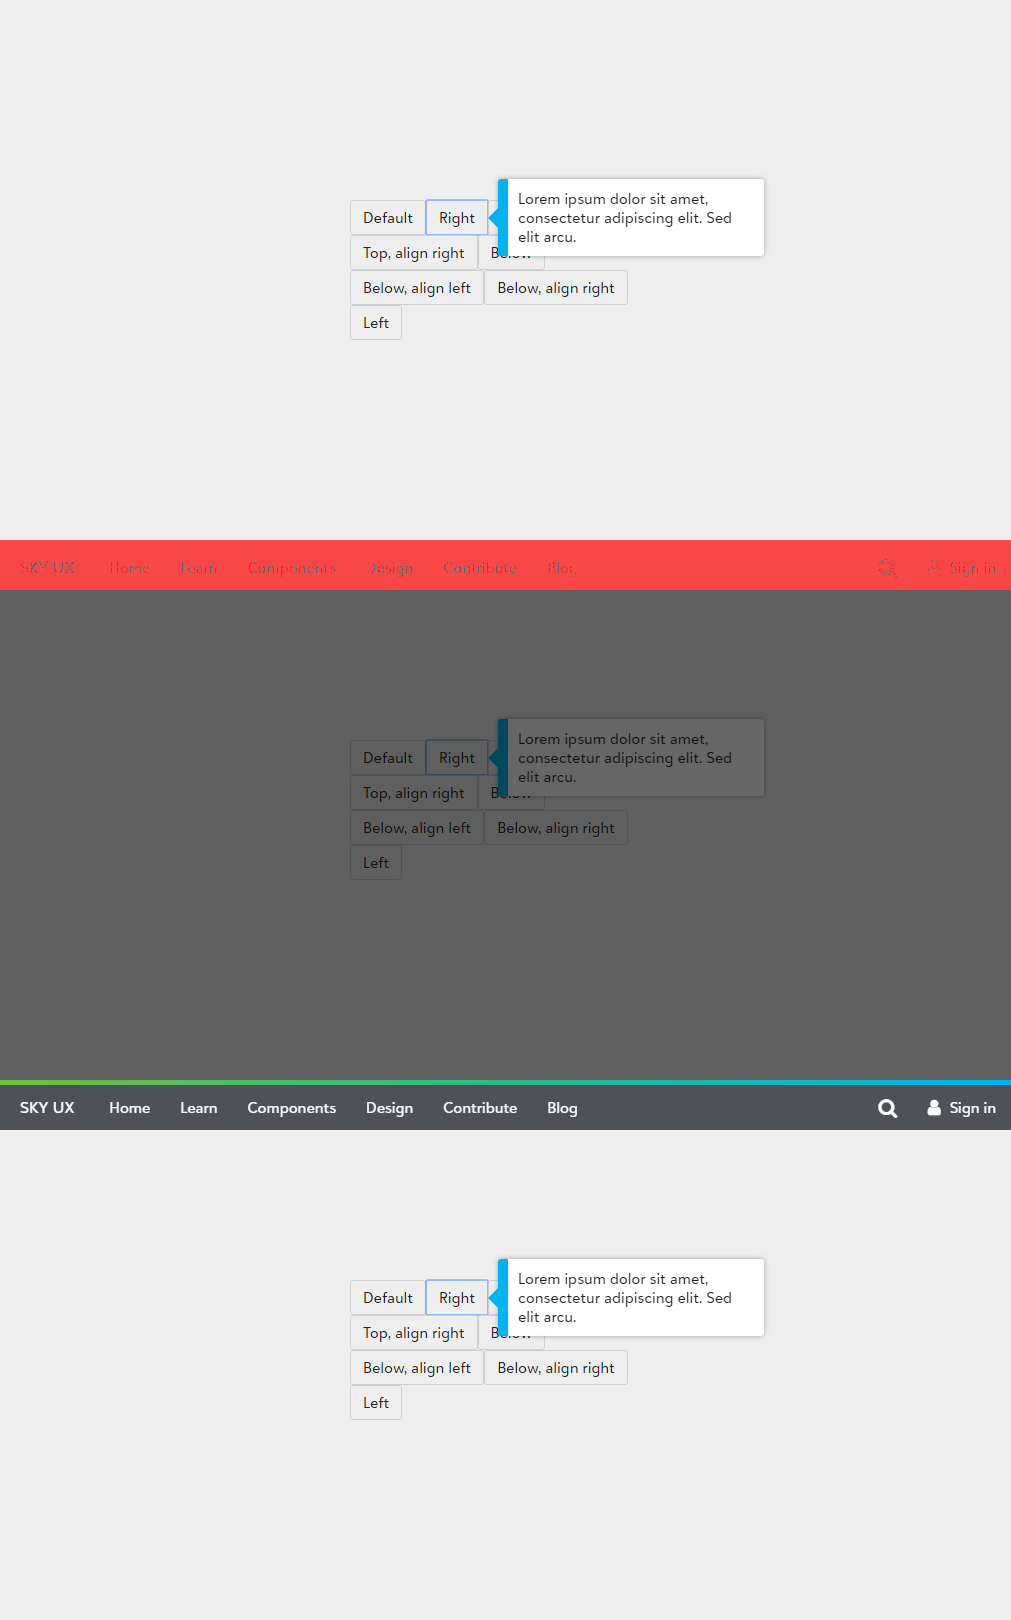 Default Right
Lorem ipsum dolor sit amet,
consectetur adipiscing elit. Sed
elit arcu.
Top, align right Below
Below, align left Below, align right
Left
SKY UX Home Learn Components Design Contribute Blog Sign in
Default Right
Lorem ipsum dolor sit amet,
consectetur adipiscing elit. Sed
elit arcu.
Top, align right Below
Below, align left Below, align right
Left
SKY UX Home Learn Components Design Contribute Blog Sign in
Default Right
Lorem ipsum dolor sit amet,
consectetur adipiscing elit. Sed
elit arcu.
Top, align right Below
Below, align left Below, align right
Left